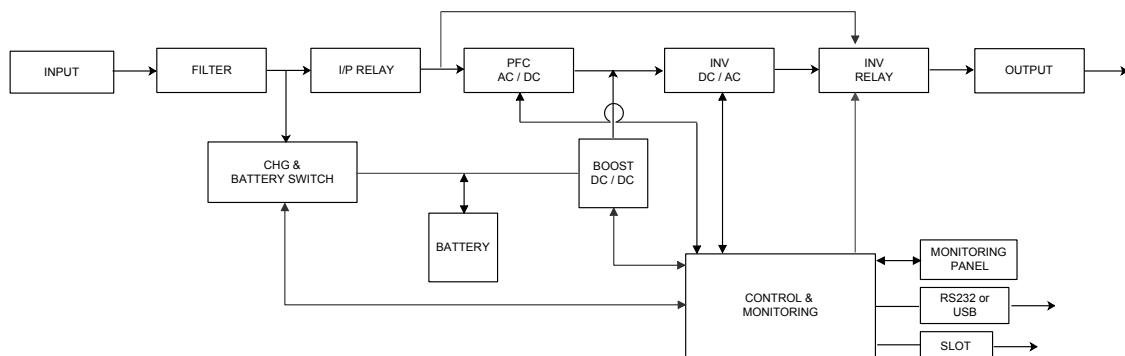 INPUT
FILTER
I/P RELAY
PFC
AC / DC
INV
DC / AC
INV
RELAY
OUTPUT
CHG &
BATTERY SWITCH
BOOST
DC / DC
BATTERY
CONTROL &
MONITORING
MONITORING
PANEL
RS232 or
USB
SLOT